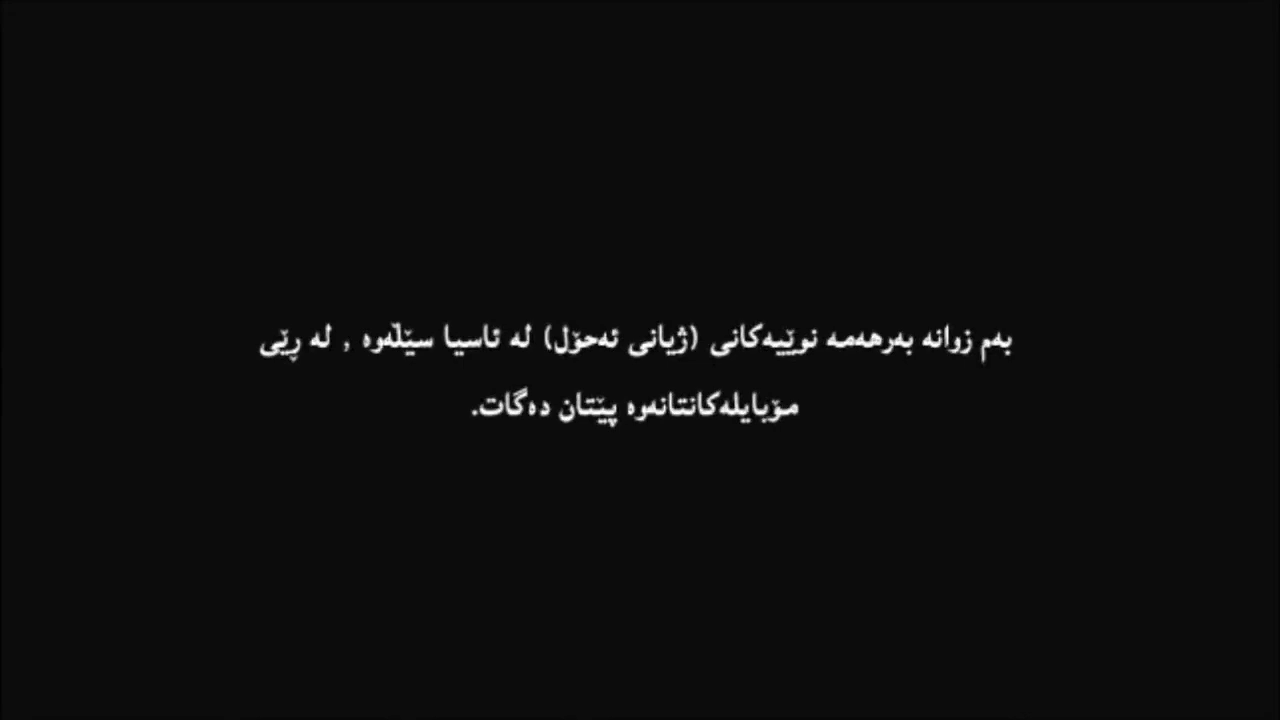 بەم زوانە بەرهەمە نوێیەکانی (ژیانی ئەحۆل) لە ئاسیا سێڵەوە , لە ڕێی
مۆبایلەکانتانەوە پێتان دەگات.